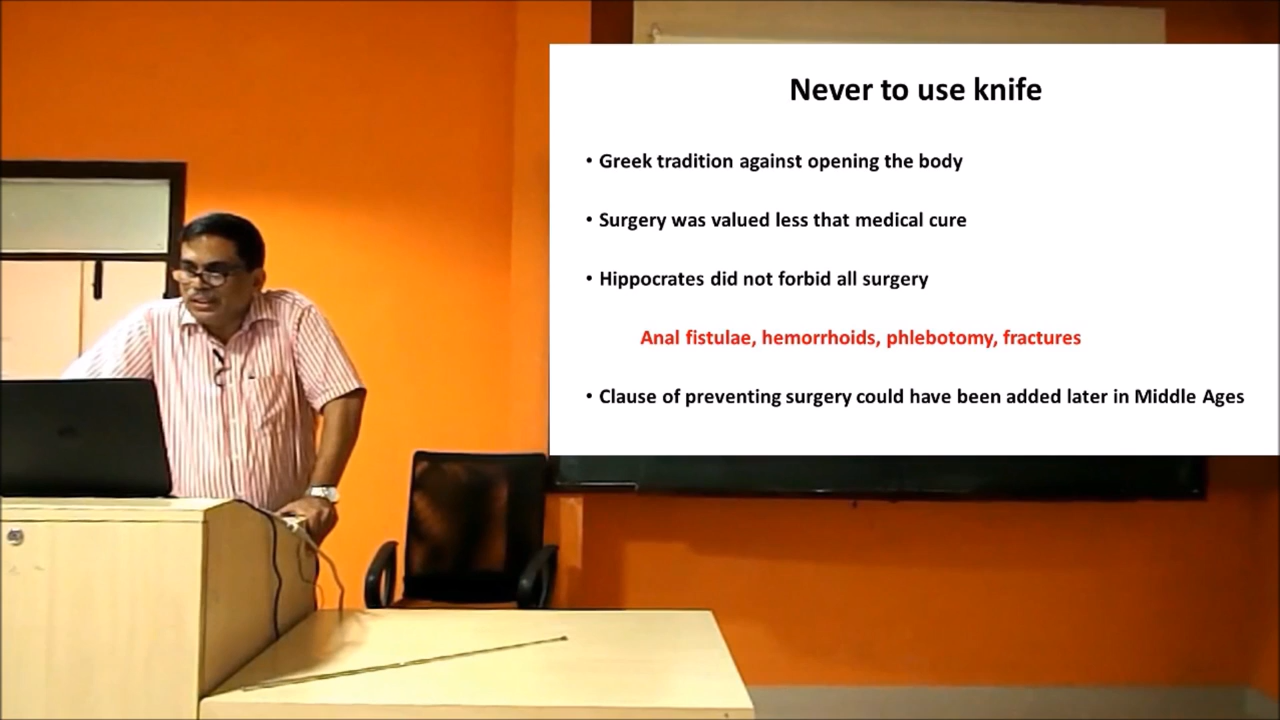 Never to use knife
• Greek tradition against opening the body
• Surgery was valued less that medical cure
• Hippocrates did not forbid all surgery
Anal fistulae, hemorrhoids, phlebotomy, fractures
• Clause of preventing surgery could have been added later in Middle Ages